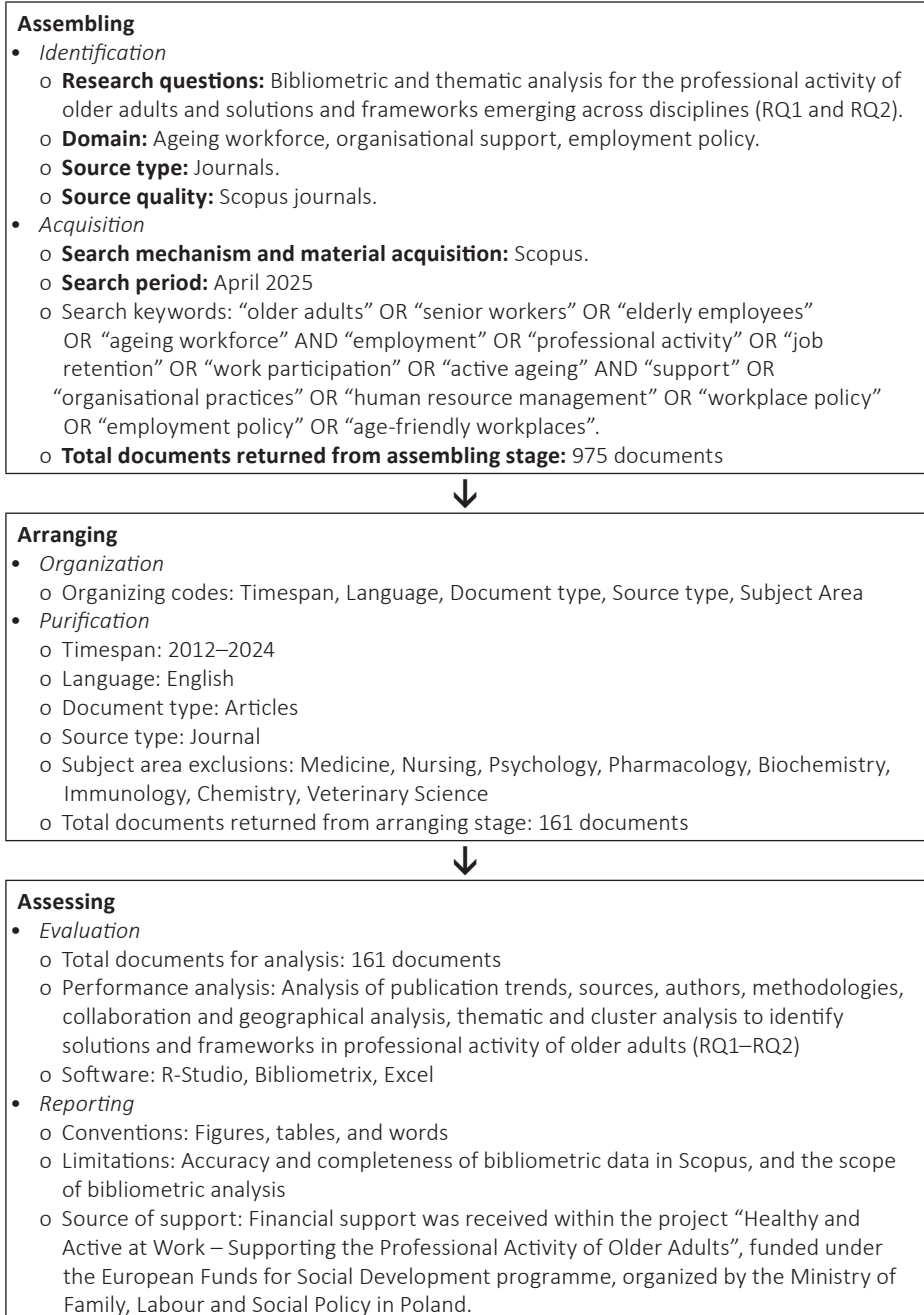 Assembling
• Identification
o Research questions: Bibliometric and thematic analysis for the professional activity of
older adults and solutions and frameworks emerging across disciplines (RQ1 and RQ2).
o Domain: Ageing workforce, organisational support, employment policy.
o Source type: Journals.
o Source quality: Scopus journals.
• Acquisition
o Search mechanism and material acquisition: Scopus.
o Search period: April 2025
o Search keywords: “older adults” OR “senior workers” OR “elderly employees”
OR “ageing workforce” AND “employment” OR “professional activity” OR “job
retention” OR “work participation” OR “active ageing” AND “support” OR
“organisational practices” OR “human resource management” OR “workplace policy”
OR “employment policy” OR “age-friendly workplaces”.
o Total documents returned from assembling stage: 975 documents
↓
Arranging
• Organization
o Organizing codes: Timespan, Language, Document type, Source type, Subject Area
• Purification
o Timespan: 2012–2024
o Language: English
o Document type: Articles
o Source type: Journal
o Subject area exclusions: Medicine, Nursing, Psychology, Pharmacology, Biochemistry,
Immunology, Chemistry, Veterinary Science
o Total documents returned from arranging stage: 161 documents
↓
Assessing
• Evaluation
o Total documents for analysis: 161 documents
o Performance analysis: Analysis of publication trends, sources, authors, methodologies,
collaboration and geographical analysis, thematic and cluster analysis to identify
solutions and frameworks in professional activity of older adults (RQ1–RQ2)
o Software: R-Studio, Bibliometrix, Excel
• Reporting
o Conventions: Figures, tables, and words
o Limitations: Accuracy and completeness of bibliometric data in Scopus, and the scope
of bibliometric analysis
o Source of support: Financial support was received within the project “Healthy and
Active at Work – Supporting the Professional Activity of Older Adults”, funded under
the European Funds for Social Development programme, organized by the Ministry of
Family, Labour and Social Policy in Poland.